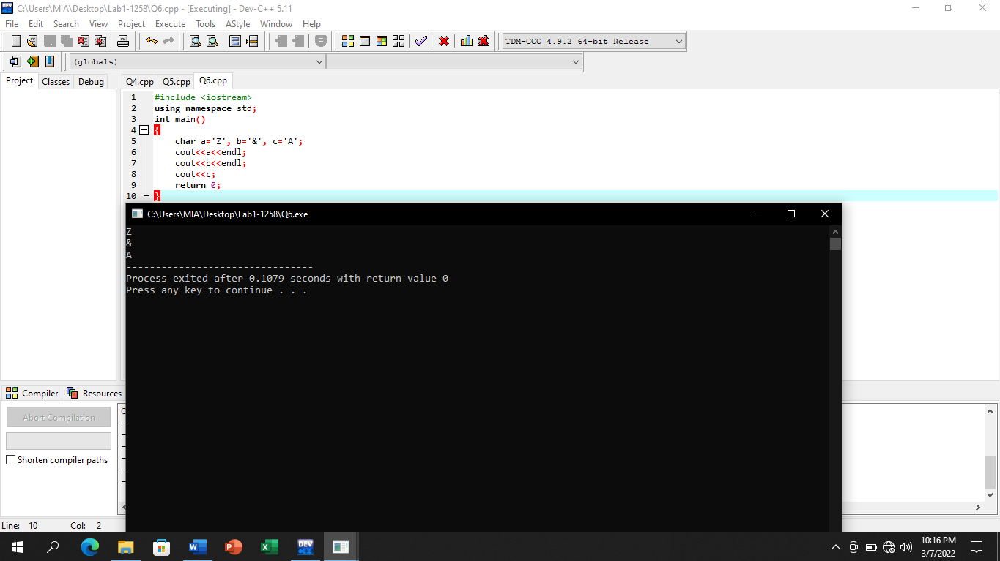 C:\Users\MIA\Desktop\Lab1-1258\Q6.cpp - [Executing] - Dev-C++ 5.11
File Edit Search View Project Execute Tools AStyle Window Help
TDM-GCC 4.9.2 64-bit Release
(globals)
Project Classes Debug
Q4.cpp Q5.cpp Q6.cpp
1 #include <iostream>
2 using namespace std;
3 int main()
4 {
5 char a='Z', b='&', c='A';
6 cout<<a<<endl;
7 cout<<b<<endl;
8 cout<<c;
9 return 0;
10 }
C:\Users\MIA\Desktop\Lab1-1258\Q6.exe
Z
&
A
--------------------------------
Process exited after 0.1079 seconds with return value 0
Press any key to continue . . .
Compiler Resources
Abort Compilation
Shorten compiler paths
Line: 10 Col: 2
10:16 PM
3/7/2022